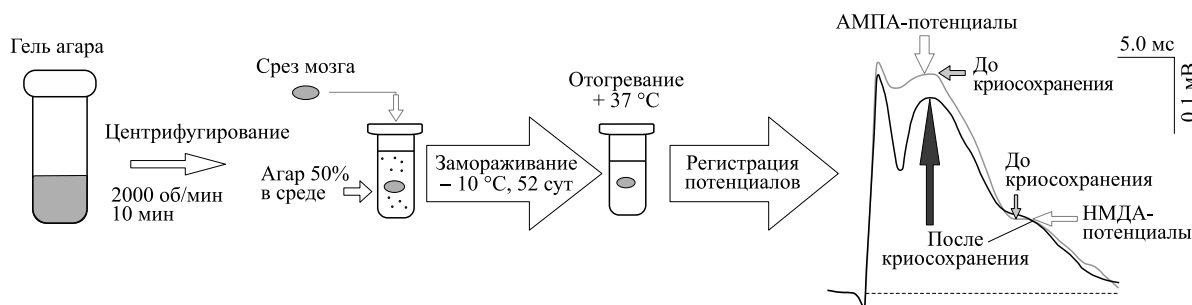 Гель агара
Центрифугирование
2000 об/мин
10 мин
Срез мозга
Агар 50%
в среде
Замораживание
– 10 °C, 52 сут
Отогревание
+ 37 °C
Регистрация
потенциалов
АМПА-потенциалы
До
криосохранения
5.0 мс
0.1 мВ
До
криосохранения
НМДА-
потенциалы
После
криосохранения